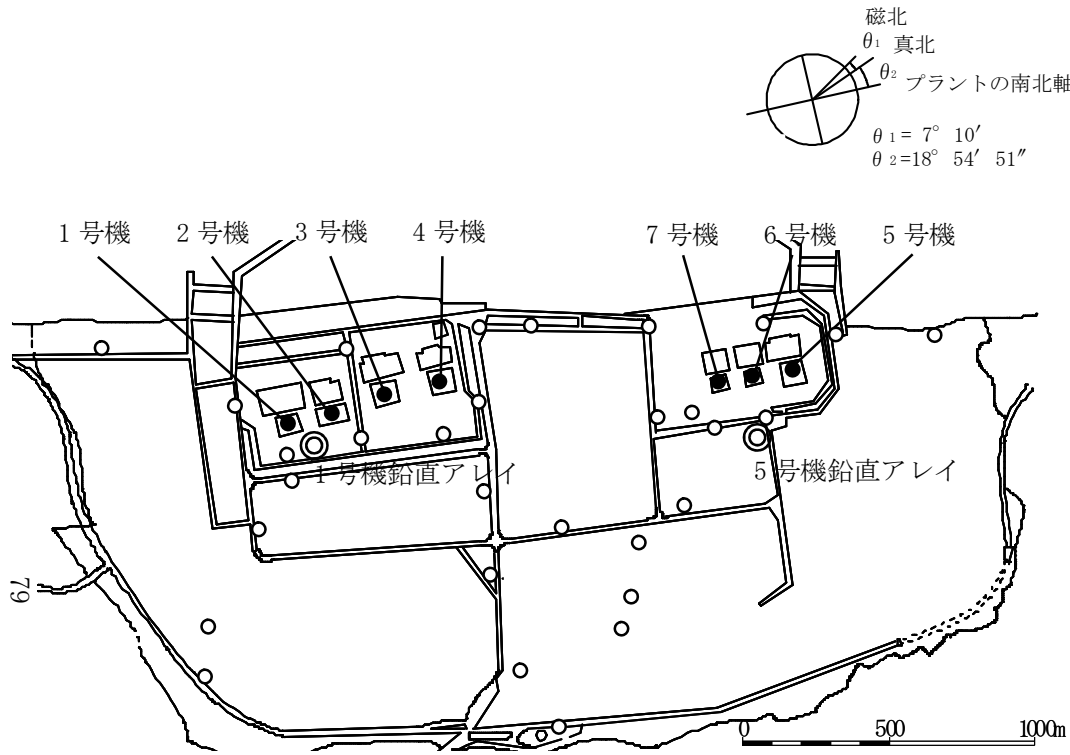 磁北
θ1 真北
θ2 プラントの南北軸
θ1= 7° 10′
θ2=18° 54′ 51″
1 号機 2 号機 3 号機 4 号機 7 号機 6 号機 5 号機
1 号機鉛直アレイ 5 号機鉛直アレイ
79
0 500 1000m